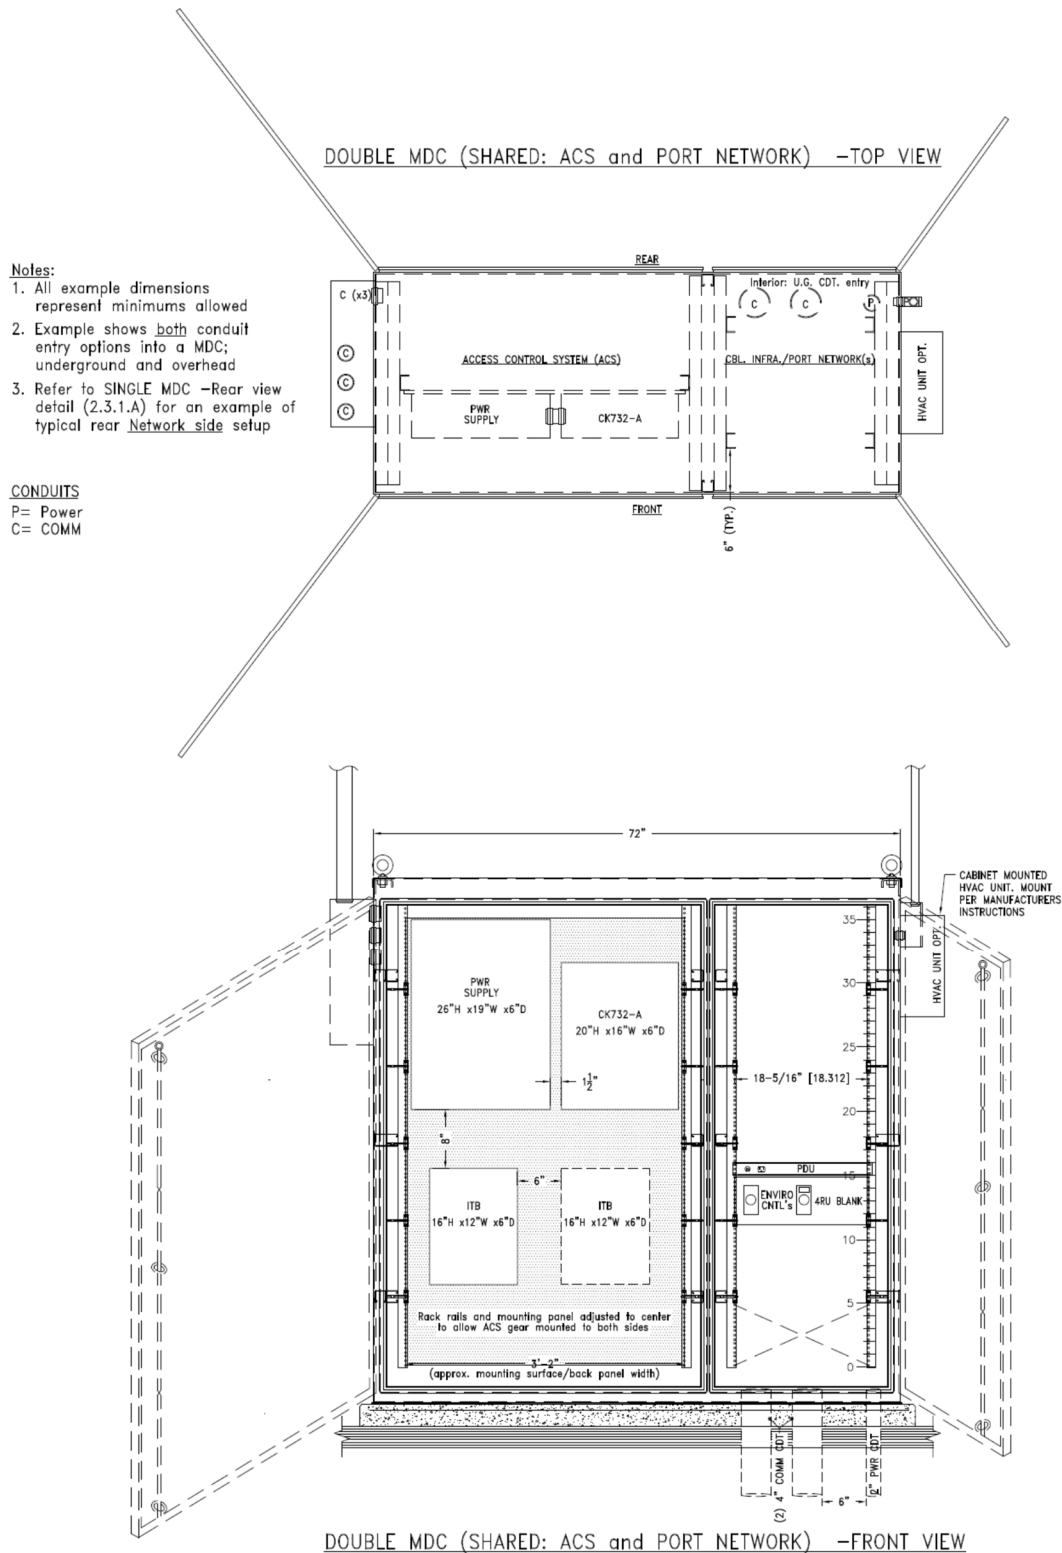 DOUBLE MDC (SHARED: ACS and PORT NETWORK) -TOP VIEW
Notes:
1. All example dimensions
represent minimums allowed
2. Example shows both conduit
entry options into a MDC;
underground and overhead
3. Refer to SINGLE MDC -Rear view
detail (2.3.1.A) for an example of
typical rear Network side setup
CONDUITS
P= Power
C= COMM
REAR
C (x3)
C
C
C
Interior: U.G. CDT. entry
C
C
P
ACCESS CONTROL SYSTEM (ACS)
CBL. INFRA./PORT NETWORK(s)
HVAC UNIT OPT.
PWR
SUPPLY
CK732-A
FRONT
6" (TYP.)
72"
CABINET MOUNTED
HVAC UNIT. MOUNT
PER MANUFACTURERS
INSTRUCTIONS
HVAC UNIT OPT.
35
30
25
20
15
10
5
0
PWR
SUPPLY
26"H x19"W x6"D
CK732-A
20"H x16"W x6"D
1 1/2"
18-5/16" [18.312]
8"
6"
PDU
ENVIRO
CNTL's
4RU BLANK
ITB
16"H x12"W x6"D
ITB
16"H x12"W x6"D
Rack rails and mounting panel adjusted to center
to allow ACS gear mounted to both sides
3'-2"
(approx. mounting surface/back panel width)
(2) 4" COMM CDT
6"
2" PWR CDT
DOUBLE MDC (SHARED: ACS and PORT NETWORK) -FRONT VIEW